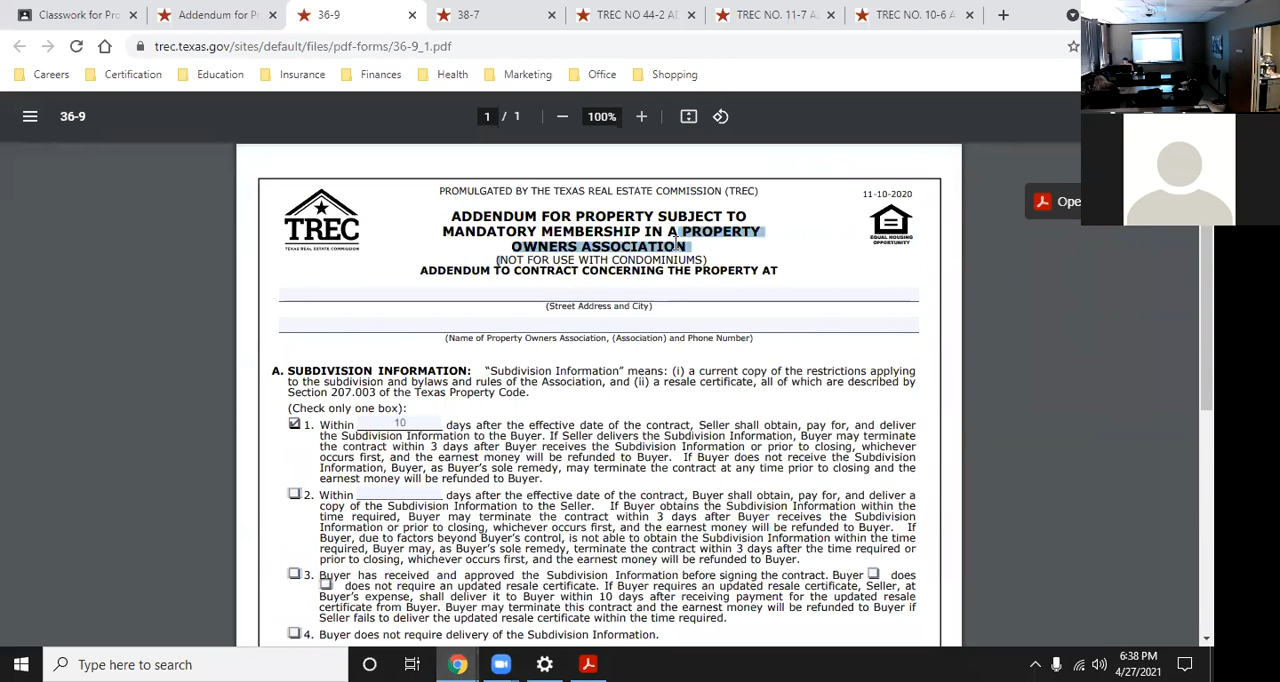 Classwork for Pro
Addendum for P
36-9
38-7
TREC NO 44-2 AD
TREC NO. 11-7 A
TREC NO. 10-6 A
trec.texas.gov/sites/default/files/pdf-forms/36-9_1.pdf
Careers
Certification
Education
Insurance
Finances
Health
Marketing
Office
Shopping
36-9
1 / 1
100%
PROMULGATED BY THE TEXAS REAL ESTATE COMMISSION (TREC)
11-10-2020
TREC
TEXAS REAL ESTATE COMMISSION
EQUAL HOUSING
OPPORTUNITY
ADDENDUM FOR PROPERTY SUBJECT TO
MANDATORY MEMBERSHIP IN A PROPERTY
OWNERS ASSOCIATION
(NOT FOR USE WITH CONDOMINIUMS)
ADDENDUM TO CONTRACT CONCERNING THE PROPERTY AT
Ope
(Street Address and City)
(Name of Property Owners Association, (Association) and Phone Number)
A. SUBDIVISION INFORMATION: “Subdivision Information” means: (i) a current copy of the restrictions applying
to the subdivision and bylaws and rules of the Association, and (ii) a resale certificate, all of which are described by
Section 207.003 of the Texas Property Code.
(Check only one box):
1. Within 10 days after the effective date of the contract, Seller shall obtain, pay for, and deliver
the Subdivision Information to the Buyer. If Seller delivers the Subdivision Information, Buyer may terminate
the contract within 3 days after Buyer receives the Subdivision Information or prior to closing, whichever
occurs first, and the earnest money will be refunded to Buyer. If Buyer does not receive the Subdivision
Information, Buyer, as Buyer's sole remedy, may terminate the contract at any time prior to closing and the
earnest money will be refunded to Buyer.
2. Within days after the effective date of the contract, Buyer shall obtain, pay for, and deliver a
copy of the Subdivision Information to the Seller. If Buyer obtains the Subdivision Information within the
time required, Buyer may terminate the contract within 3 days after Buyer receives the Subdivision
Information or prior to closing, whichever occurs first, and the earnest money will be refunded to Buyer. If
Buyer, due to factors beyond Buyer's control, is not able to obtain the Subdivision Information within the time
required, Buyer may, as Buyer's sole remedy, terminate the contract within 3 days after the time required or
prior to closing, whichever occurs first, and the earnest money will be refunded to Buyer.
3. Buyer has received and approved the Subdivision Information before signing the contract. Buyer does
does not require an updated resale certificate. If Buyer requires an updated resale certificate, Seller, at
Buyer's expense, shall deliver it to Buyer within 10 days after receiving payment for the updated resale
certificate from Buyer. Buyer may terminate this contract and the earnest money will be refunded to Buyer if
Seller fails to deliver the updated resale certificate within the time required.
4. Buyer does not require delivery of the Subdivision Information.
Type here to search
6:38 PM
4/27/2021